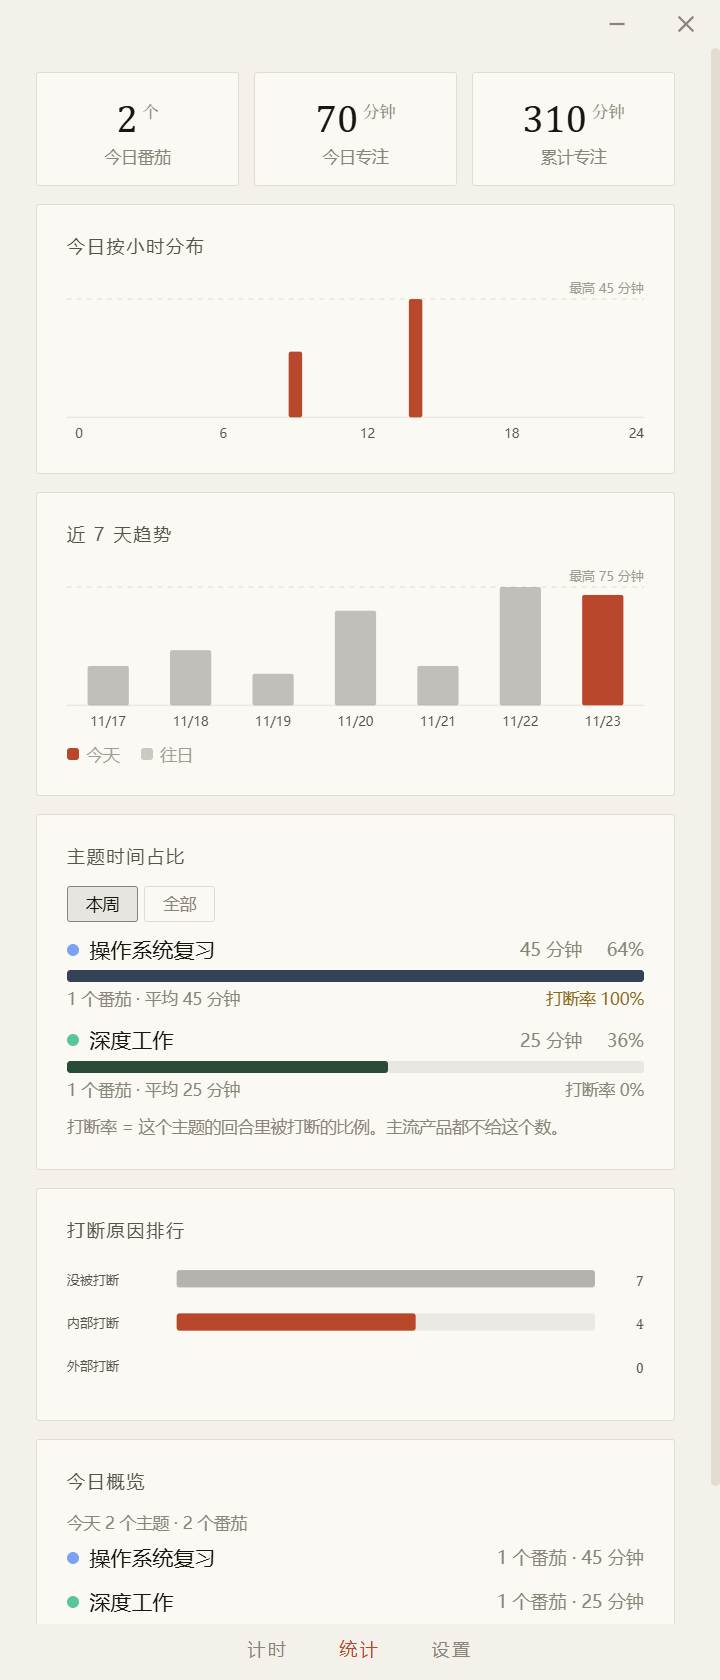 2 个
今日番茄
70 分钟
今日专注
310 分钟
累计专注
今日按小时分布
最高 45 分钟
0 6 12 18 24
近 7 天趋势
最高 75 分钟
11/17 11/18 11/19 11/20 11/21 11/22 11/23
今天 往日
主题时间占比
本周 全部
操作系统复习 45 分钟 64%
1 个番茄 · 平均 45 分钟 打断率 100%
深度工作 25 分钟 36%
1 个番茄 · 平均 25 分钟 打断率 0%
打断率 = 这个主题的回合里被打断的比例。主流产品都不给这个数。
打断原因排行
没被打断 7
内部打断 4
外部打断 0
今日概览
今天 2 个主题 · 2 个番茄
操作系统复习 1 个番茄 · 45 分钟
深度工作 1 个番茄 · 25 分钟
计时 统计 设置